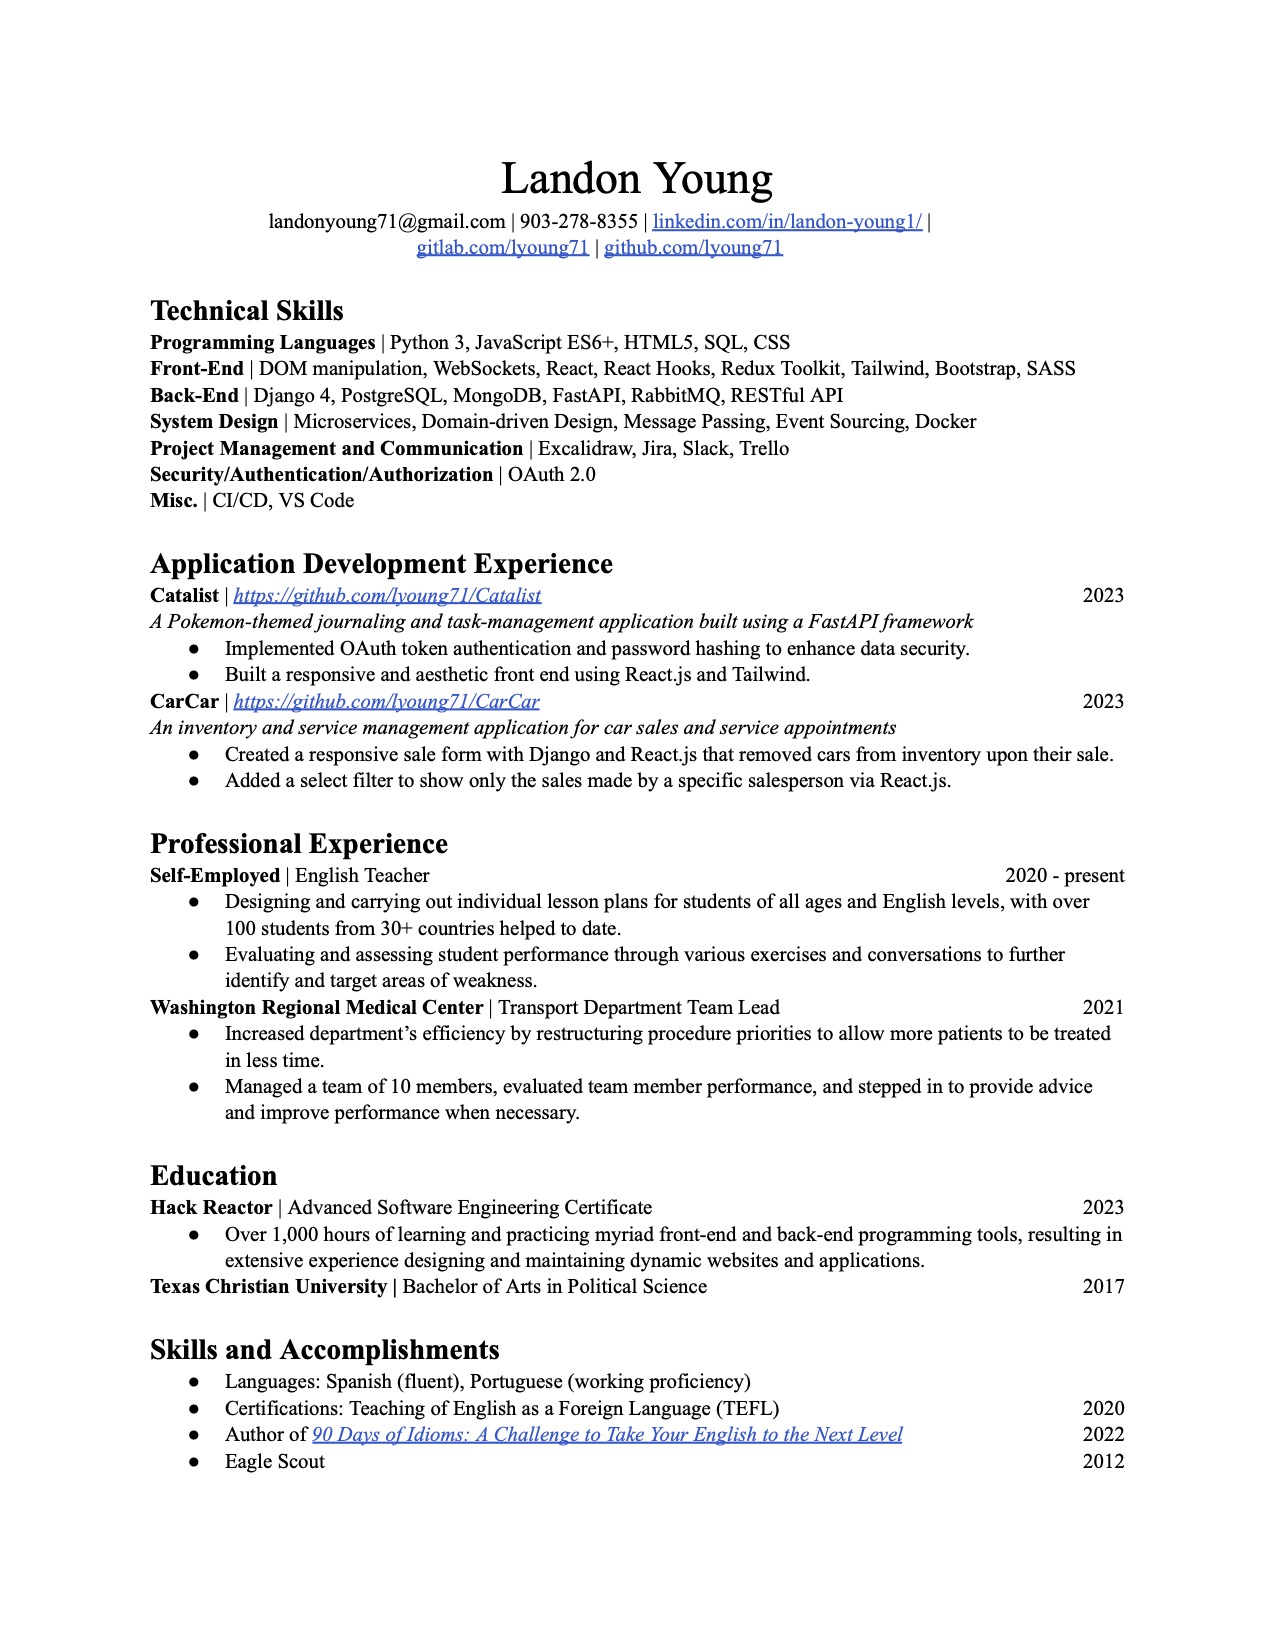 Landon Young
landonyoung71@gmail.com | 903-278-8355 | linkedin.com/in/landon-young1/ |
gitlab.com/lyoung71 | github.com/lyoung71
Technical Skills
Programming Languages | Python 3, JavaScript ES6+, HTML5, SQL, CSS
Front-End | DOM manipulation, WebSockets, React, React Hooks, Redux Toolkit, Tailwind, Bootstrap, SASS
Back-End | Django 4, PostgreSQL, MongoDB, FastAPI, RabbitMQ, RESTful API
System Design | Microservices, Domain-driven Design, Message Passing, Event Sourcing, Docker
Project Management and Communication | Excalidraw, Jira, Slack, Trello
Security/Authentication/Authorization | OAuth 2.0
Misc. | CI/CD, VS Code
Application Development Experience
Catalist | https://github.com/lyoung71/Catalist 2023
A Pokemon-themed journaling and task-management application built using a FastAPI framework
● Implemented OAuth token authentication and password hashing to enhance data security.
● Built a responsive and aesthetic front end using React.js and Tailwind.
CarCar | https://github.com/lyoung71/CarCar 2023
An inventory and service management application for car sales and service appointments
● Created a responsive sale form with Django and React.js that removed cars from inventory upon their sale.
● Added a select filter to show only the sales made by a specific salesperson via React.js.
Professional Experience
Self-Employed | English Teacher 2020 - present
● Designing and carrying out individual lesson plans for students of all ages and English levels, with over
100 students from 30+ countries helped to date.
● Evaluating and assessing student performance through various exercises and conversations to further
identify and target areas of weakness.
Washington Regional Medical Center | Transport Department Team Lead 2021
● Increased department’s efficiency by restructuring procedure priorities to allow more patients to be treated
in less time.
● Managed a team of 10 members, evaluated team member performance, and stepped in to provide advice
and improve performance when necessary.
Education
Hack Reactor | Advanced Software Engineering Certificate 2023
● Over 1,000 hours of learning and practicing myriad front-end and back-end programming tools, resulting in
extensive experience designing and maintaining dynamic websites and applications.
Texas Christian University | Bachelor of Arts in Political Science 2017
Skills and Accomplishments
● Languages: Spanish (fluent), Portuguese (working proficiency)
● Certifications: Teaching of English as a Foreign Language (TEFL) 2020
● Author of 90 Days of Idioms: A Challenge to Take Your English to the Next Level 2022
● Eagle Scout 2012